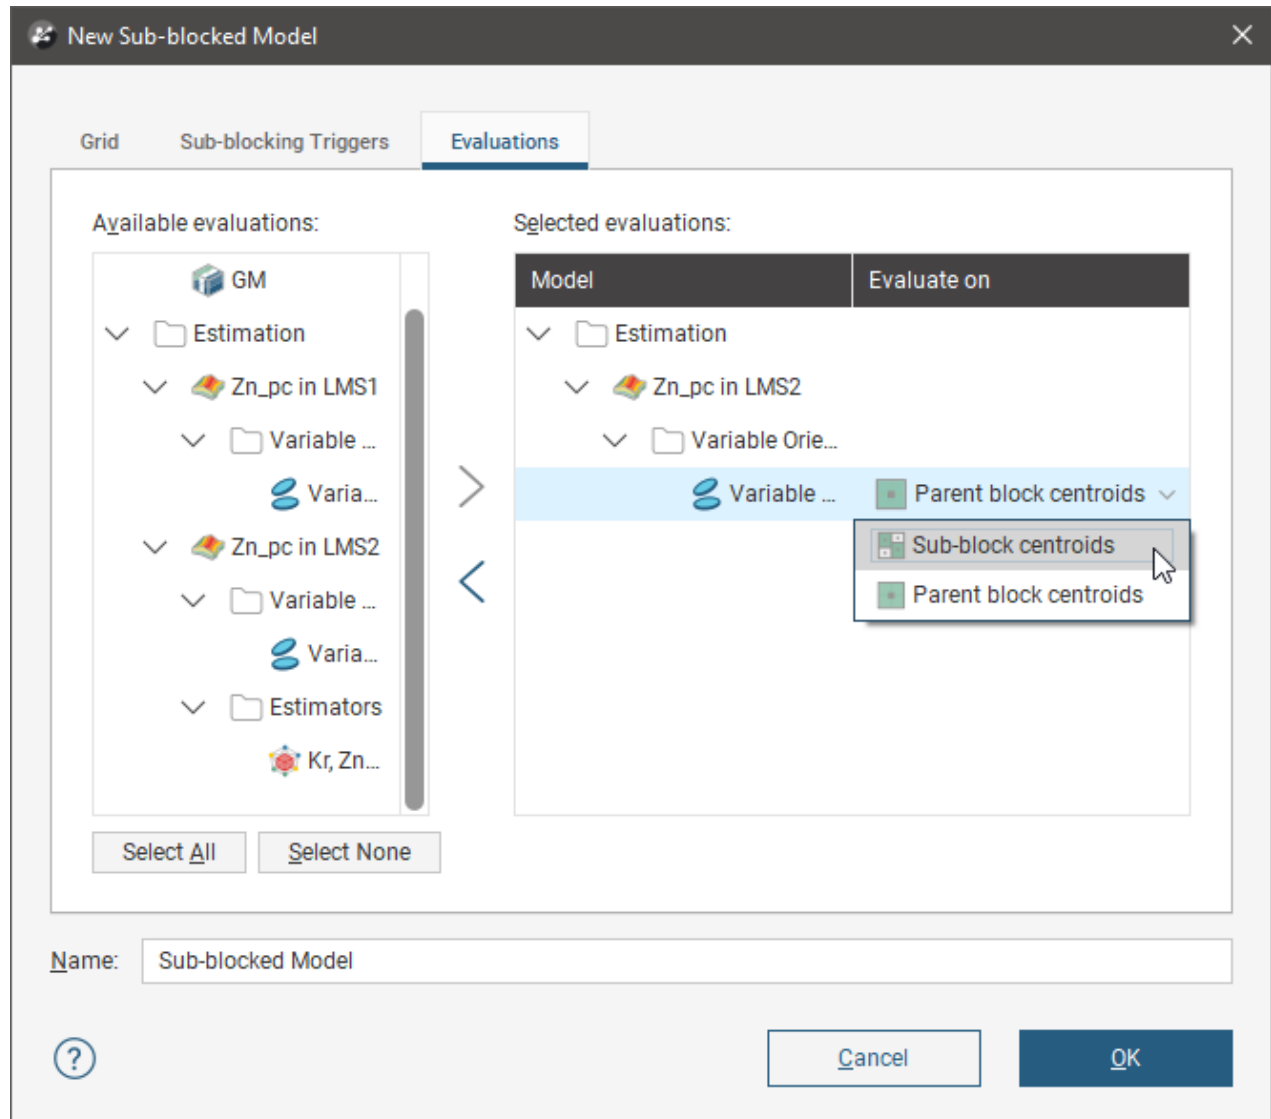 New Sub-blocked Model
Grid
Sub-blocking Triggers
Evaluations
Available evaluations:
GM
Estimation
Zn_pc in LMS1
Variable ...
Varia...
Zn_pc in LMS2
Variable ...
Varia...
Estimators
Kr, Zn...
Select All
Select None
Selected evaluations:
Model
Evaluate on
Estimation
Zn_pc in LMS2
Variable Orie...
Variable ...
Parent block centroids
Sub-block centroids
Parent block centroids
Name:
Sub-blocked Model
?
Cancel
OK